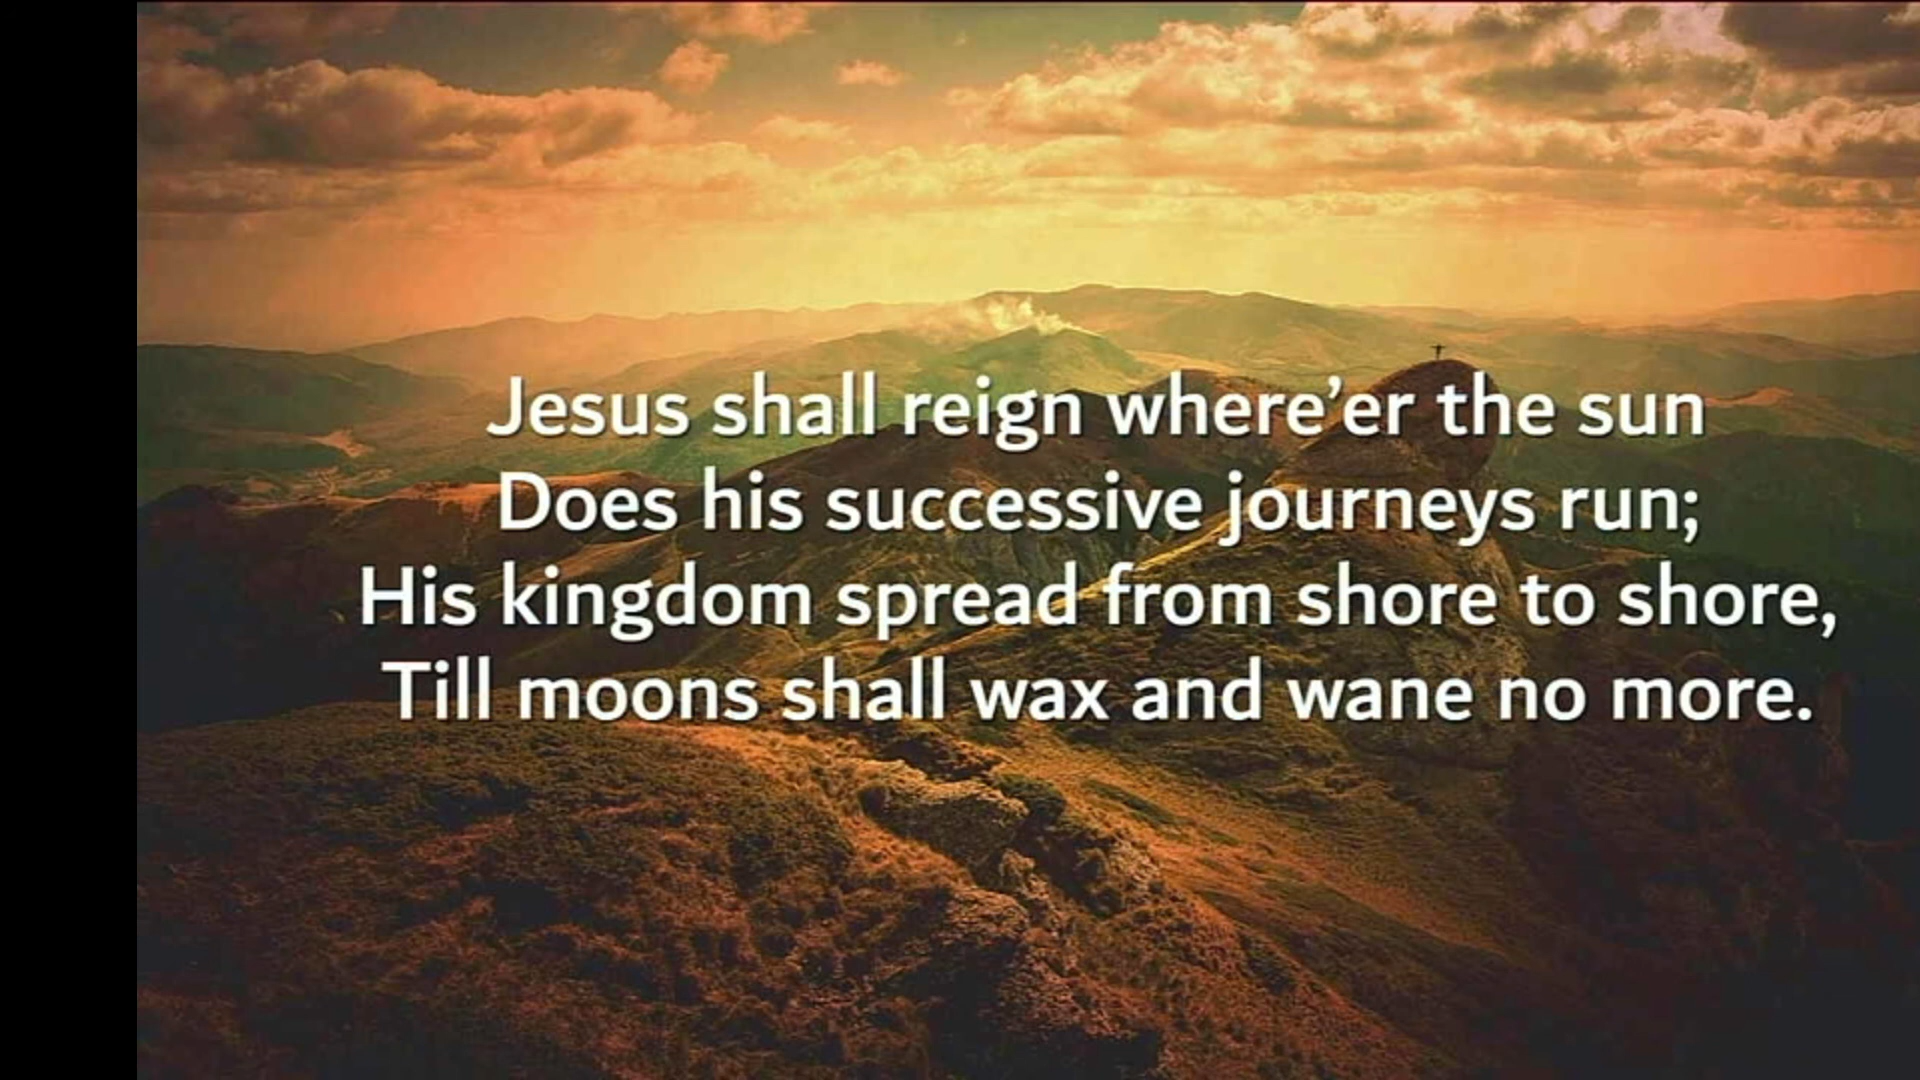 Jesus shall reign where’er the sun
Does his successive journeys run;
His kingdom spread from shore to shore,
Till moons shall wax and wane no more.